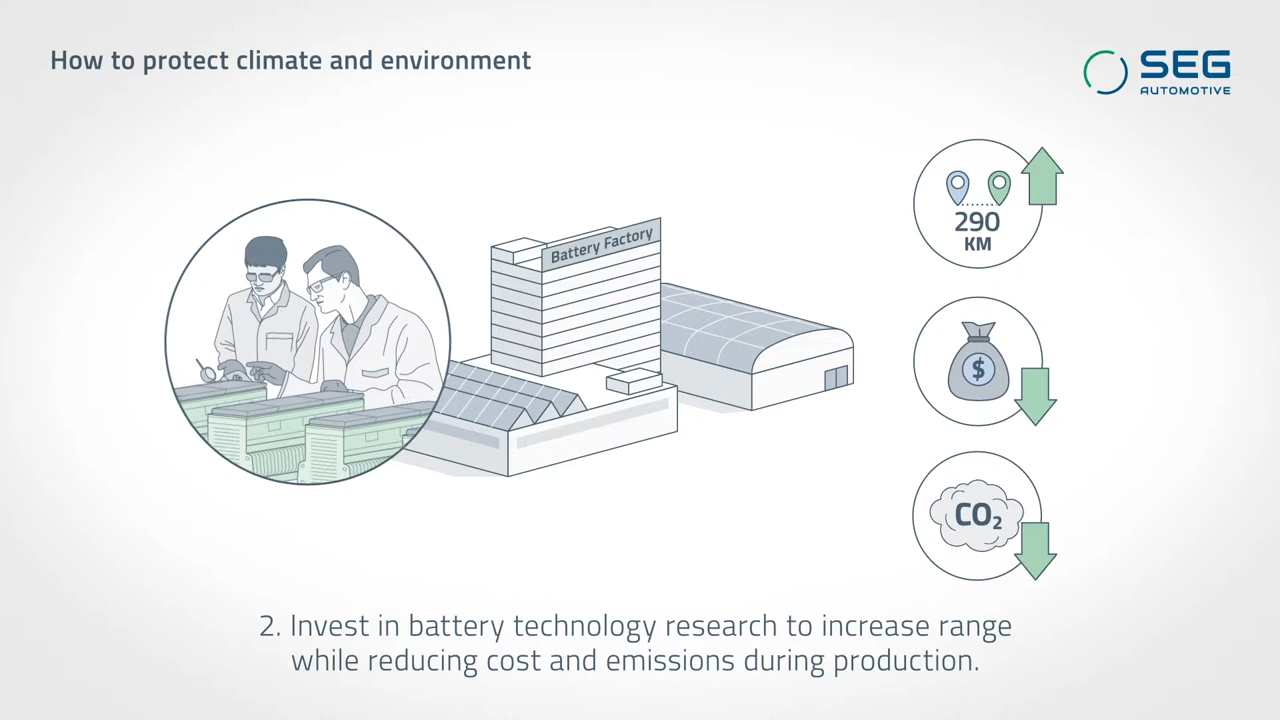 How to protect climate and environment
SEG
AUTOMOTIVE
Battery Factory
290
KM
$
CO₂
2. Invest in battery technology research to increase range
while reducing cost and emissions during production.